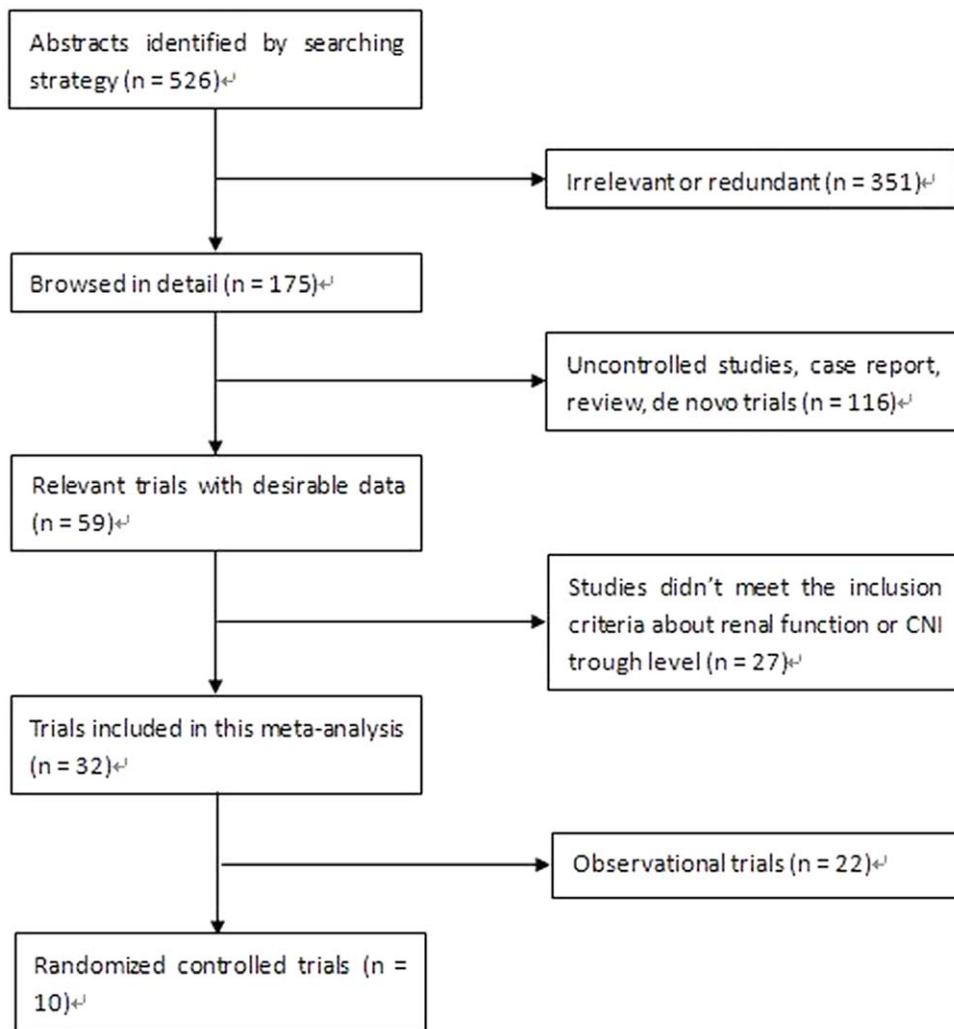 Abstracts identified by searching
strategy (n = 526)↵
Irrelevant or redundant (n = 351)↵
Browsed in detail (n = 175)↵
Uncontrolled studies, case report,
review, de novo trials (n = 116)↵
Relevant trials with desirable data
(n = 59)↵
Studies didn't meet the inclusion
criteria about renal function or CNI
trough level (n = 27)↵
Trials included in this meta-analysis
(n = 32)↵
Observational trials (n = 22)↵
Randomized controlled trials (n =
10)↵